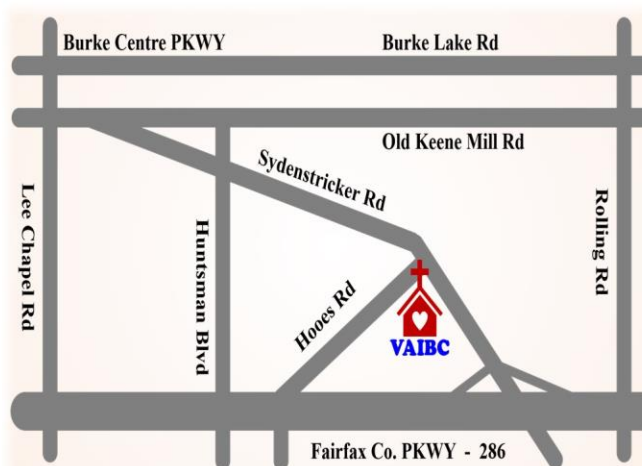 Burke Centre PKWY
Burke Lake Rd
Old Keene Mill Rd
Sydenstricker Rd
Lee Chapel Rd
Huntsman Blvd
Rolling Rd
Hooes Rd
VAIBC
Fairfax Co. PKWY - 286